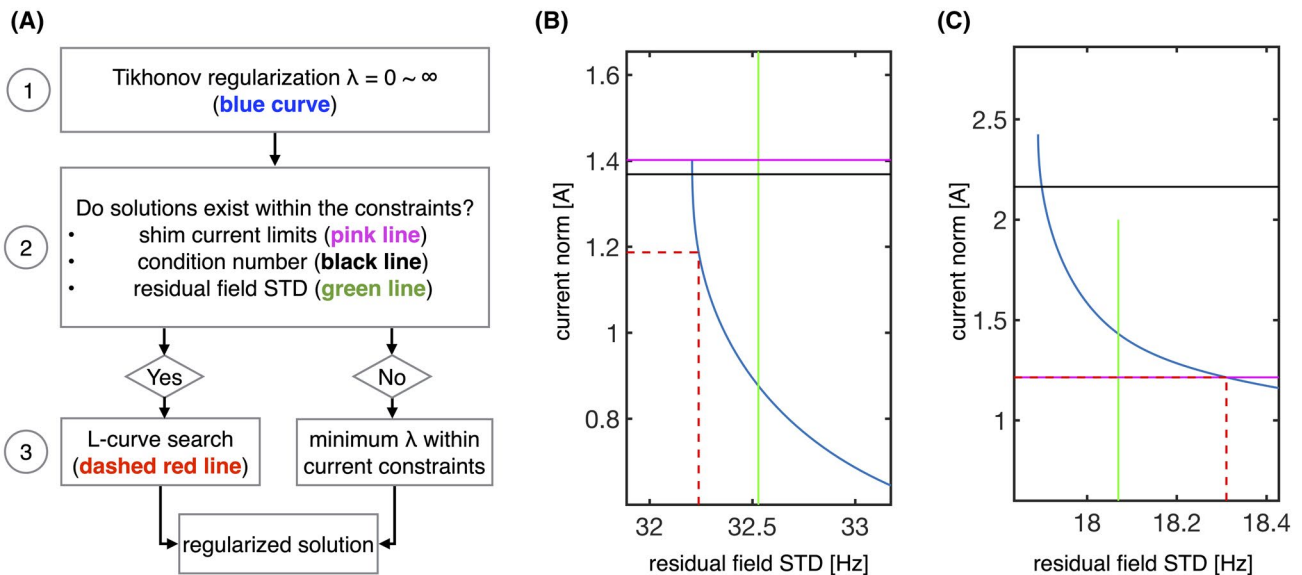 (A)
1
Tikhonov regularization λ = 0 ~ ∞
(blue curve)
2
Do solutions exist within the constraints?
• shim current limits (pink line)
• condition number (black line)
• residual field STD (green line)
Yes
No
3
L-curve search
(dashed red line)
minimum λ within
current constraints
regularized solution
(B)
current norm [A]
1.6
1.4
1.2
1
0.8
32
32.5
33
residual field STD [Hz]
(C)
current norm [A]
2.5
2
1.5
1
18
18.2
18.4
residual field STD [Hz]